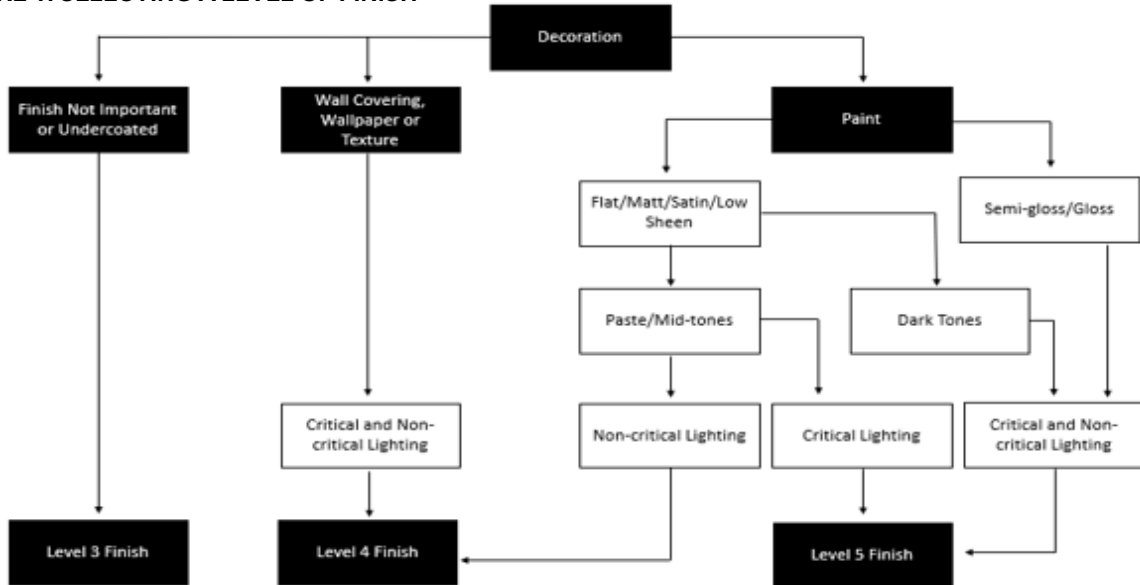 Decoration
Finish Not Important
or Undercoated
Wall Covering,
Wallpaper or
Texture
Paint
Flat/Matt/Satin/Low
Sheen
Semi-gloss/Gloss
Paste/Mid-tones
Dark Tones
Critical and Non-
critical Lighting
Non-critical Lighting
Critical Lighting
Critical and Non-
critical Lighting
Level 3 Finish
Level 4 Finish
Level 5 Finish